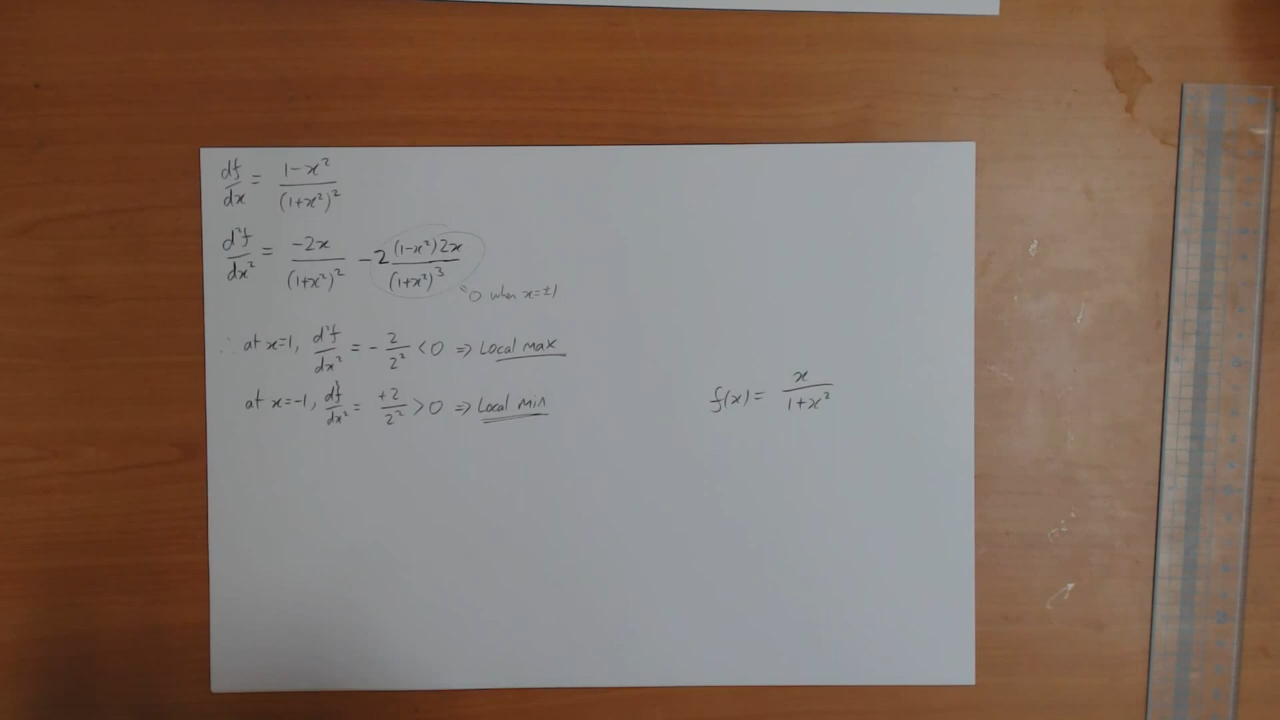 df/dx = (1-x²)/(1+x²)²
d²f/dx² = -2x/(1+x²)² - 2(1-x²)2x/(1+x²)³
0 when x=±1
∴ at x=1, d²f/dx² = -2/2² < 0 ⇒ Local max
at x=-1, d²f/dx² = +2/2² > 0 ⇒ Local min
f(x) = x/(1+x²)